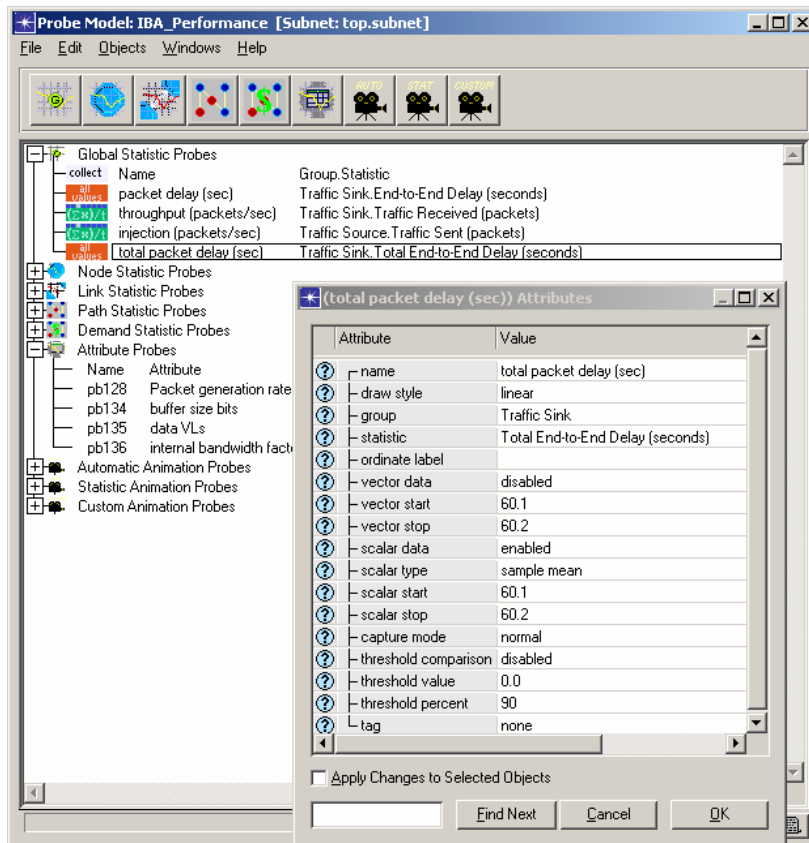 Probe Model: IBA_Performance [Subnet: top.subnet]
File Edit Objects Windows Help
AUTO STAT CUSTOM
Global Statistic Probes
collect Name Group.Statistic
all values packet delay (sec) Traffic Sink.End-to-End Delay (seconds)
(Σx)/t throughput (packets/sec) Traffic Sink.Traffic Received (packets)
(Σx)/t injection (packets/sec) Traffic Source.Traffic Sent (packets)
all values total packet delay (sec) Traffic Sink.Total End-to-End Delay (seconds)
Node Statistic Probes
Link Statistic Probes
Path Statistic Probes
Demand Statistic Probes
Attribute Probes
Name Attribute
pb128 Packet generation rate
pb134 buffer size bits
pb135 data VLs
pb136 internal bandwidth fact
Automatic Animation Probes
Statistic Animation Probes
Custom Animation Probes
(total packet delay (sec)) Attributes
Attribute Value
name total packet delay (sec)
draw style linear
group Traffic Sink
statistic Total End-to-End Delay (seconds)
ordinate label
vector data disabled
vector start 60.1
vector stop 60.2
scalar data enabled
scalar type sample mean
scalar start 60.1
scalar stop 60.2
capture mode normal
threshold comparison disabled
threshold value 0.0
threshold percent 90
tag none
Apply Changes to Selected Objects
Find Next Cancel OK